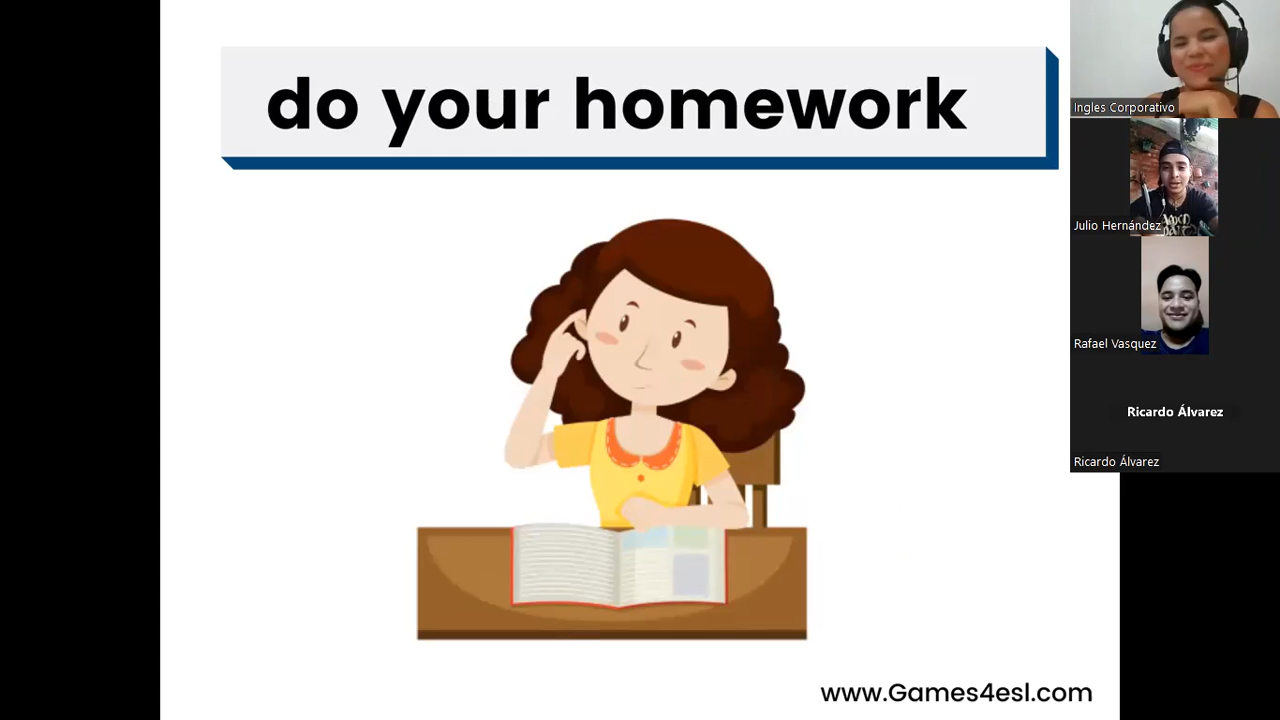 do your homework
www.Games4esl.com
Ingles Corporativo
Julio Hernández
Rafael Vasquez
Ricardo Álvarez
Ricardo Álvarez